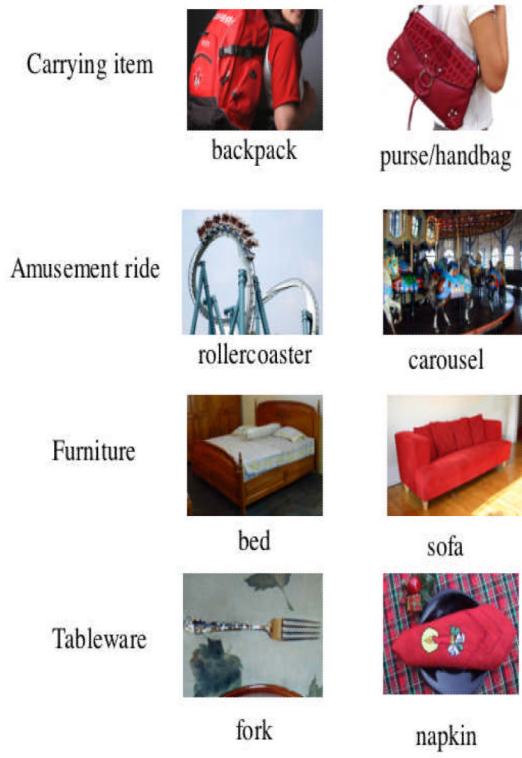 Carrying item
backpack
purse/handbag
Amusement ride
rollercoaster
carousel
Furniture
bed
sofa
Tableware
fork
napkin